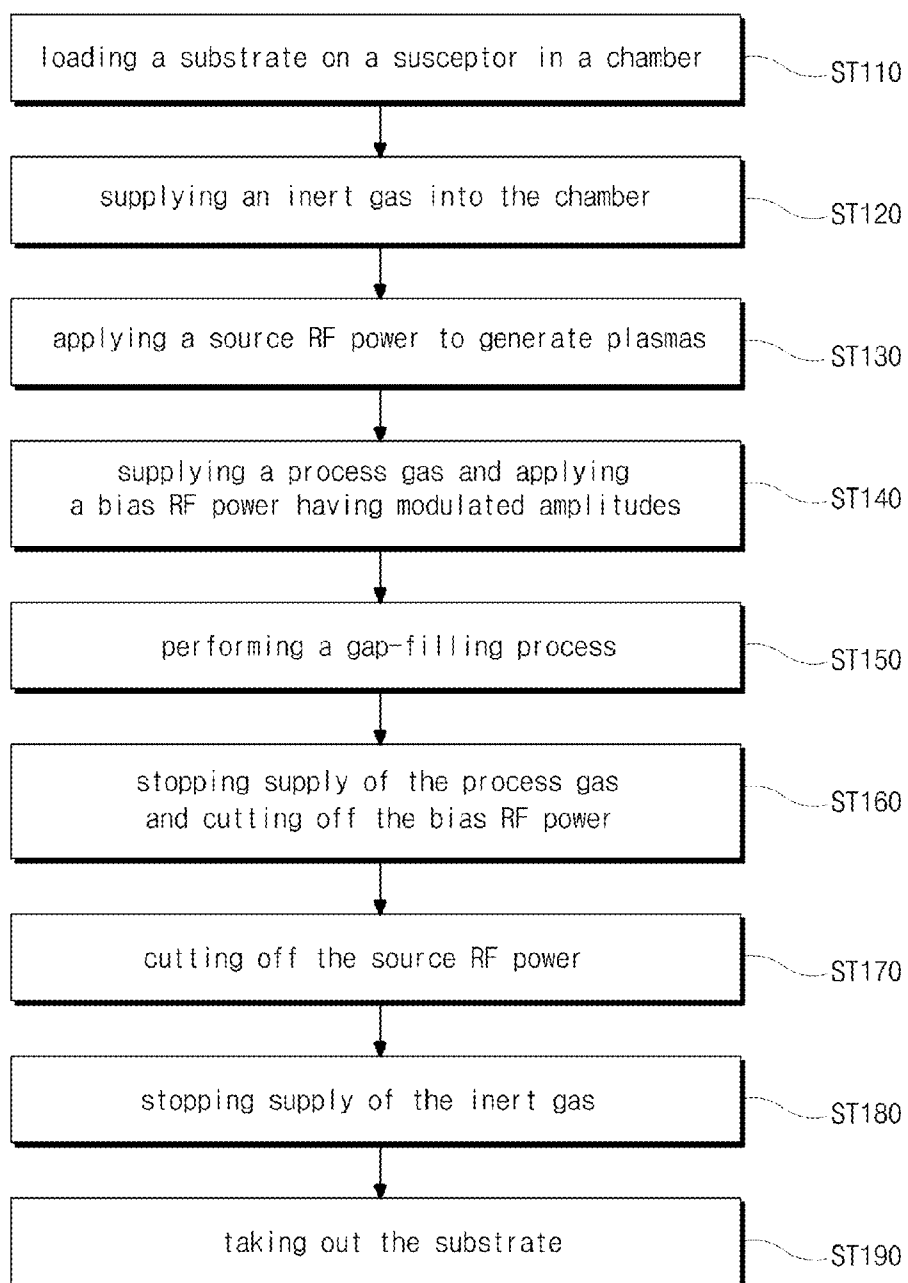 loading a substrate on a susceptor in a chamber
ST110
supplying an inert gas into the chamber
ST120
applying a source RF power to generate plasmas
ST130
supplying a process gas and applying
a bias RF power having modulated amplitudes
ST140
performing a gap-filling process
ST150
stopping supply of the process gas
and cutting off the bias RF power
ST160
cutting off the source RF power
ST170
stopping supply of the inert gas
ST180
taking out the substrate
ST190